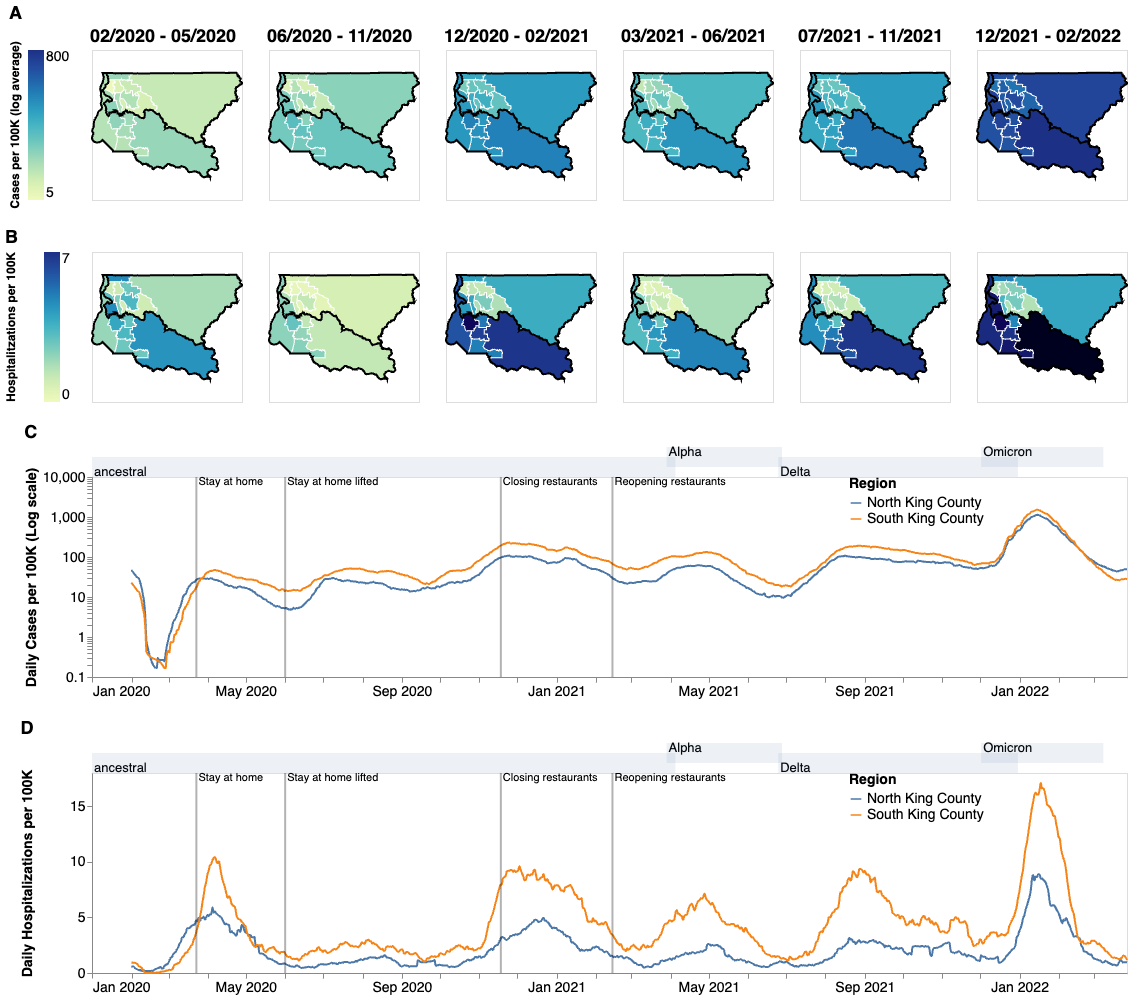 A
02/2020 - 05/2020 06/2020 - 11/2020 12/2020 - 02/2021 03/2021 - 06/2021 07/2021 - 11/2021 12/2021 - 02/2022
Cases per 100K (log average)
800
5
B
Hospitalizations per 100K
7
0
C
Alpha Omicron
ancestral Delta
Daily Cases per 100K (Log scale)
Stay at home Stay at home lifted Closing restaurants Reopening restaurants
Region
North King County
South King County
10,000
1,000
100
10
1
0.1
Jan 2020 May 2020 Sep 2020 Jan 2021 May 2021 Sep 2021 Jan 2022
D
Alpha Omicron
ancestral Delta
Daily Hospitalizations per 100K
Stay at home Stay at home lifted Closing restaurants Reopening restaurants
Region
North King County
South King County
15
10
5
0
Jan 2020 May 2020 Sep 2020 Jan 2021 May 2021 Sep 2021 Jan 2022